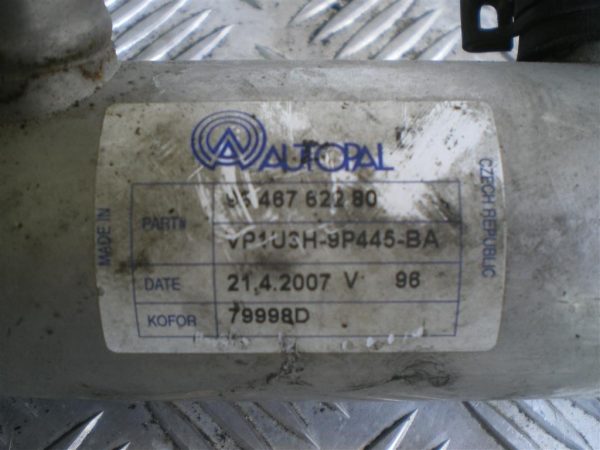 AUTOPAL
MADE IN
CZECH REPUBLIC
PART# 96 467 622 80
VP1U3H-9P445-BA
DATE 21.4.2007 V 96
KOFOR 79998D